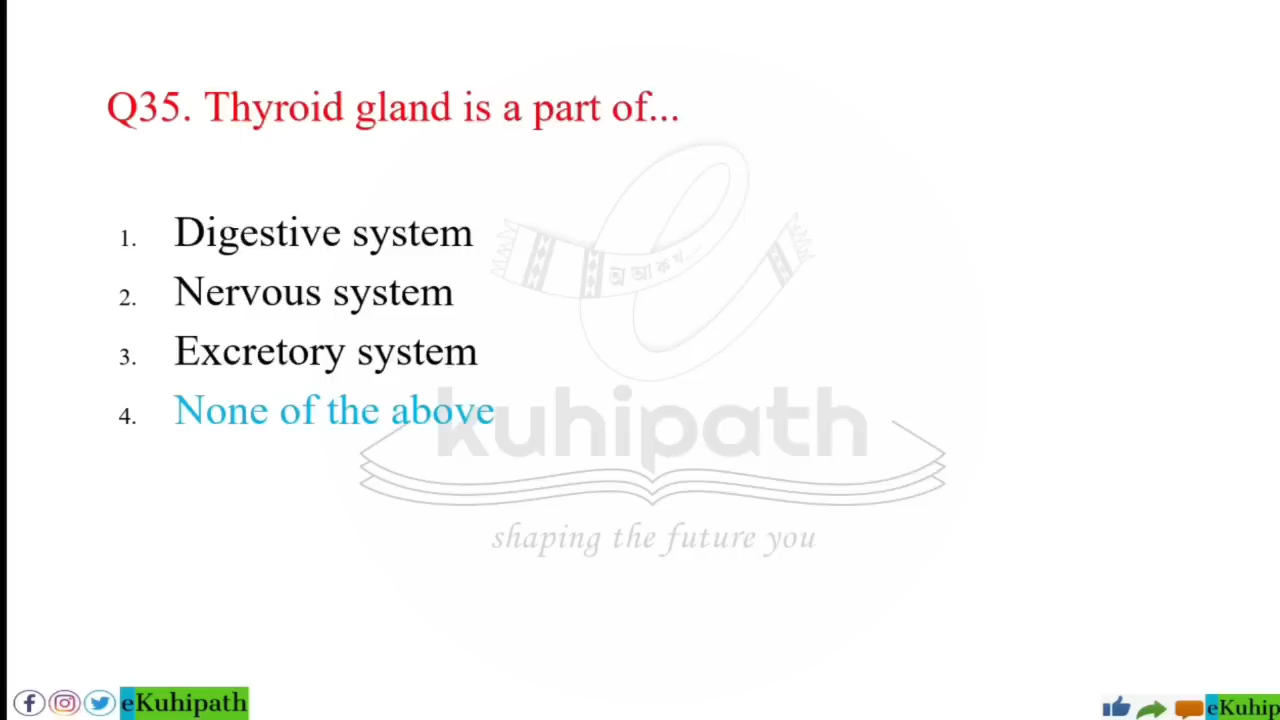 Q35. Thyroid gland is a part of...
1. Digestive system
2. Nervous system
3. Excretory system
4. None of the above
অ আ ক খ...
kuhipath
shaping the future you
eKuhipath
eKuhip